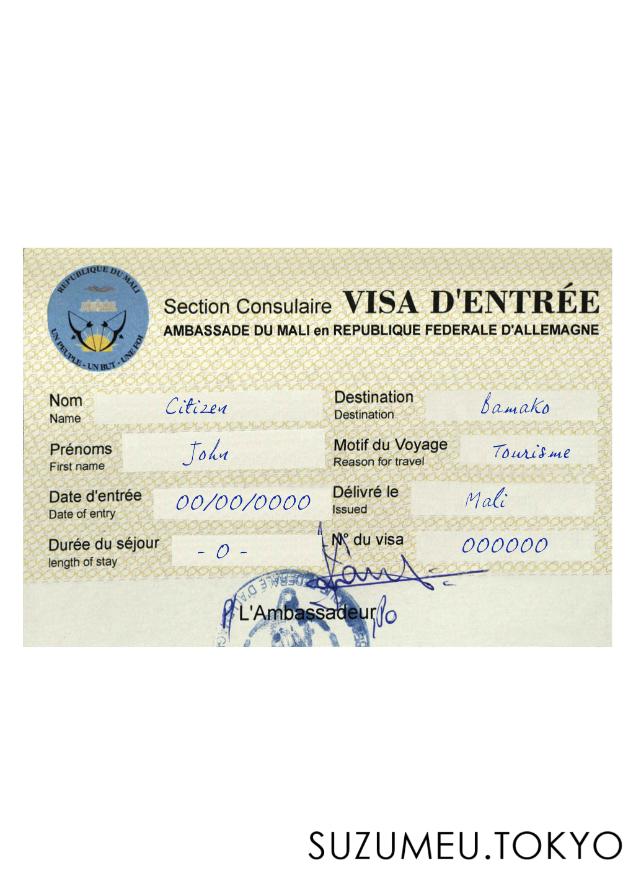 REPUBLIQUE DU MALI
UN PEUPLE - UN BUT - UNE FOI
Section Consulaire VISA D'ENTRÉE
AMBASSADE DU MALI en REPUBLIQUE FEDERALE D'ALLEMAGNE
Nom Citizen
Name
Destination Bamako
Destination
Prénoms John
First name
Motif du Voyage Tourisme
Reason for travel
Date d'entrée 00/00/0000
Date of entry
Délivré le Mali
Issued
Durée du séjour - 0 -
length of stay
N° du visa 000000
L'Ambassadeur
SUZUMEU.TOKYO